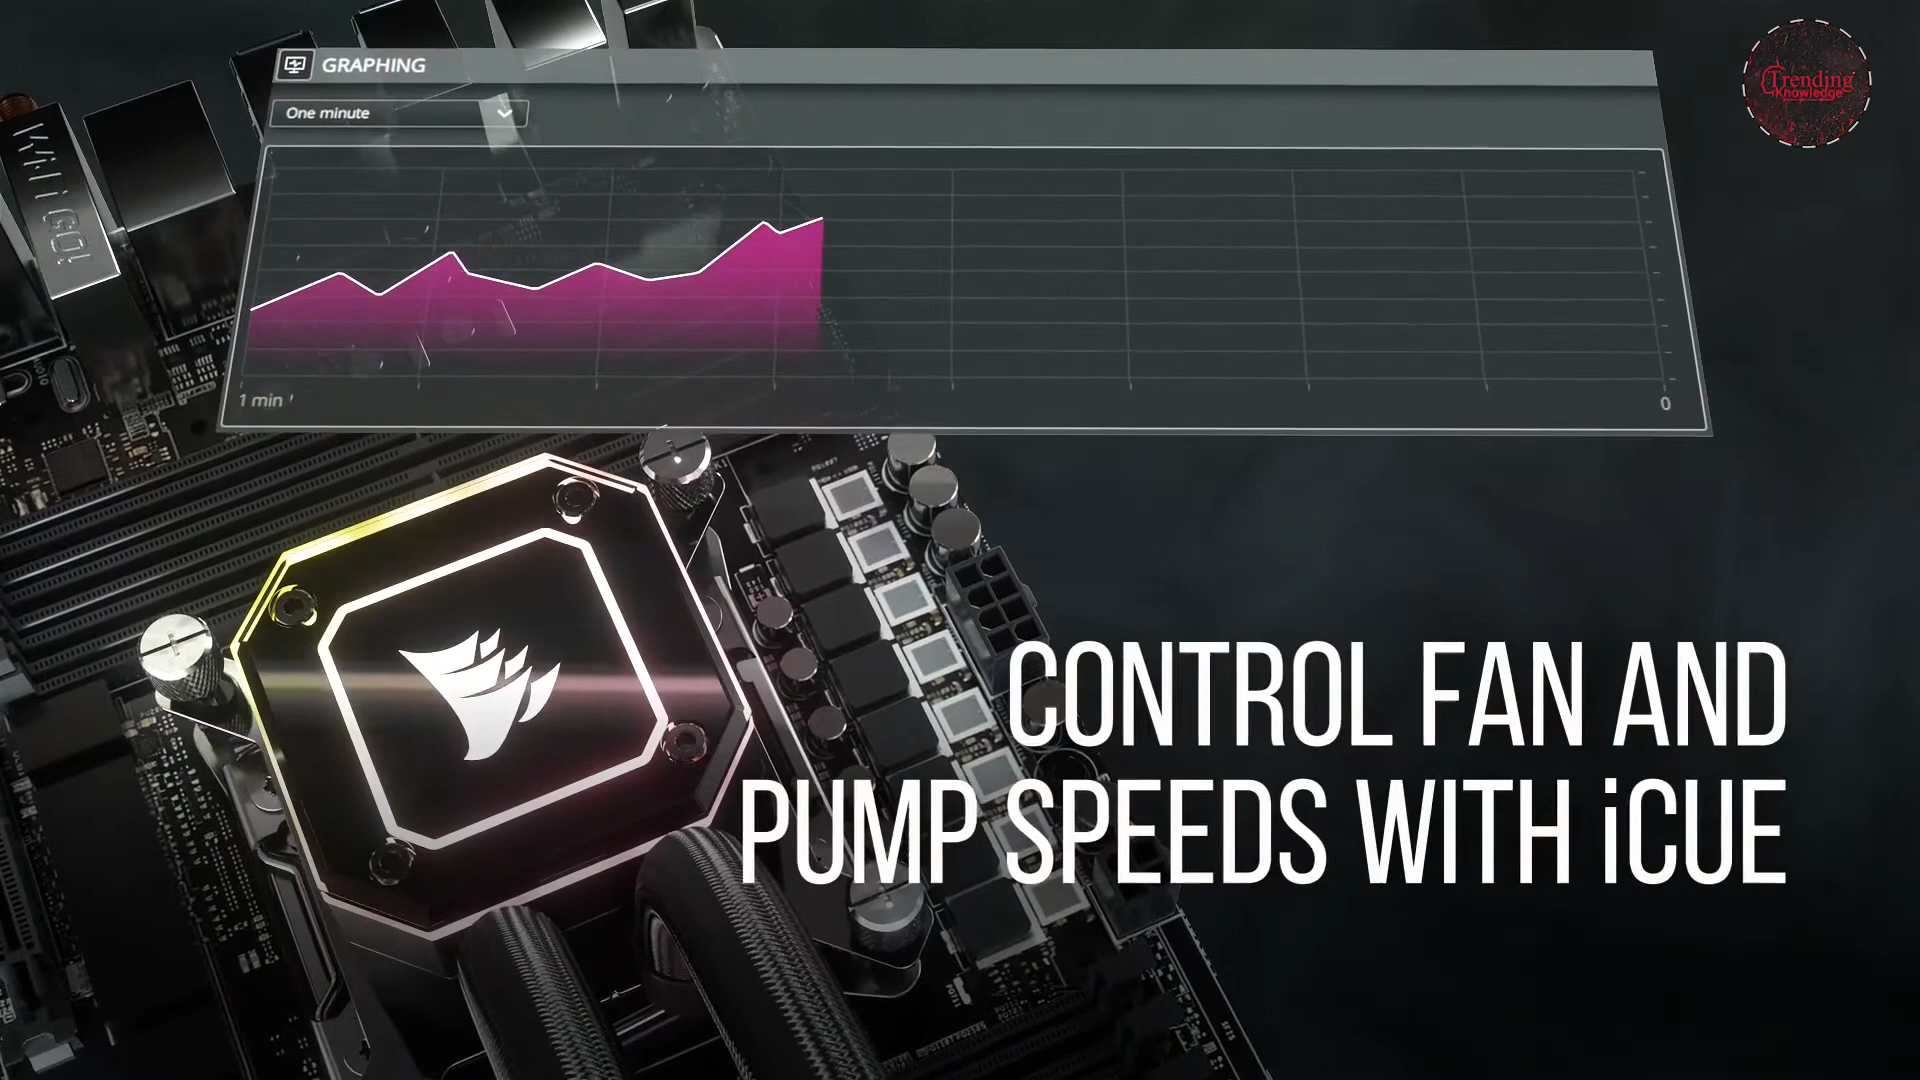 GRAPHING
Trending
Knowledge
One minute
1 min
0
CONTROL FAN AND
PUMP SPEEDS WITH iCUE